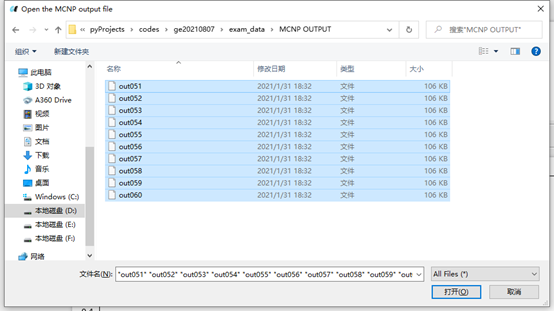 Open the MCNP output file
« pyProjects › codes › ge20210807 › exam_data › MCNP OUTPUT
搜索"MCNP OUTPUT"
组织 新建文件夹
此电脑
3D 对象
A360 Drive
视频
图片
文档
下载
音乐
桌面
Windows (C:)
本地磁盘 (D:)
本地磁盘 (E:)
本地磁盘 (F:)
网络
名称 修改日期 类型 大小
out051 2021/1/31 18:32 文件 106 KB
out052 2021/1/31 18:32 文件 106 KB
out053 2021/1/31 18:32 文件 106 KB
out054 2021/1/31 18:32 文件 106 KB
out055 2021/1/31 18:32 文件 106 KB
out056 2021/1/31 18:32 文件 106 KB
out057 2021/1/31 18:32 文件 106 KB
out058 2021/1/31 18:32 文件 106 KB
out059 2021/1/31 18:32 文件 106 KB
out060 2021/1/31 18:32 文件 106 KB
文件名(N): "out051" "out052" "out053" "out054" "out055" "out056" "out057" "out058" "out059" "out
All Files (*)
打开(O) 取消